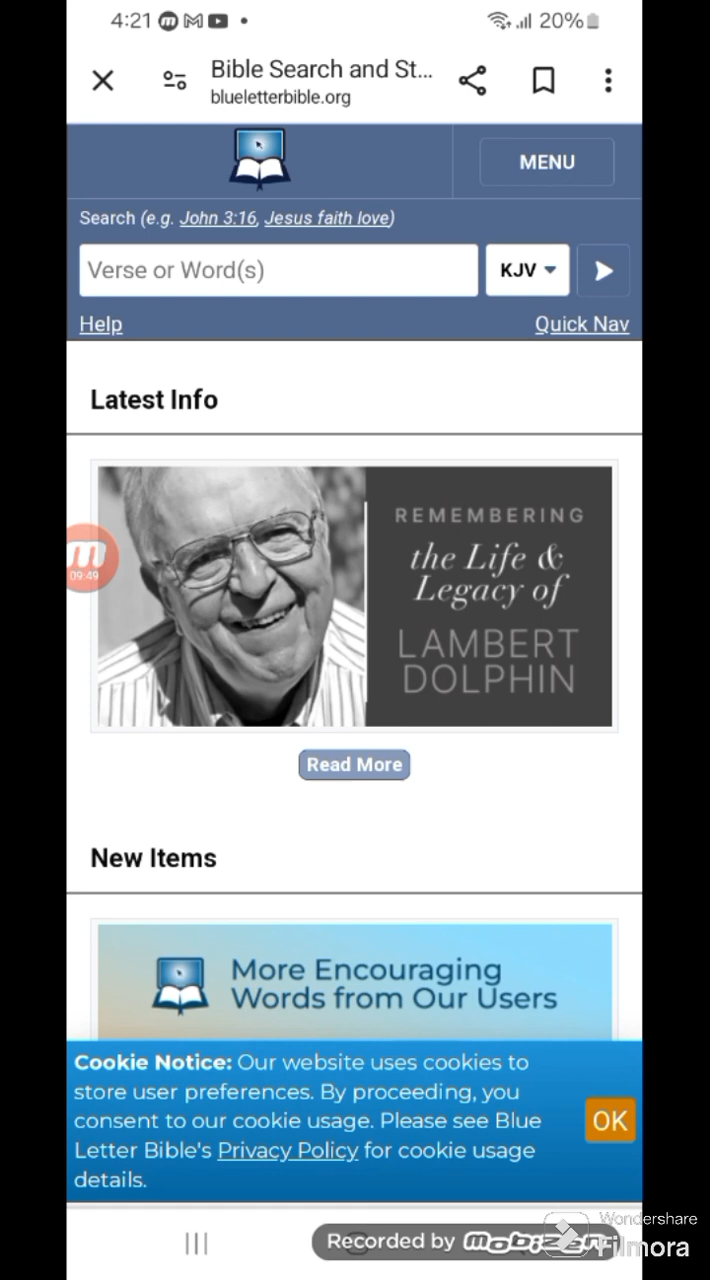 4:21 20%
Bible Search and St...
blueletterbible.org
MENU
Search (e.g. John 3:16, Jesus faith love)
Verse or Word(s) KJV
Help Quick Nav
Latest Info
09:49
REMEMBERING
the Life &
Legacy of
LAMBERT
DOLPHIN
Read More
New Items
More Encouraging
Words from Our Users
Cookie Notice: Our website uses cookies to
store user preferences. By proceeding, you
consent to our cookie usage. Please see Blue
Letter Bible's Privacy Policy for cookie usage
details.
OK
Recorded by mobizen
Wondershare
Filmora